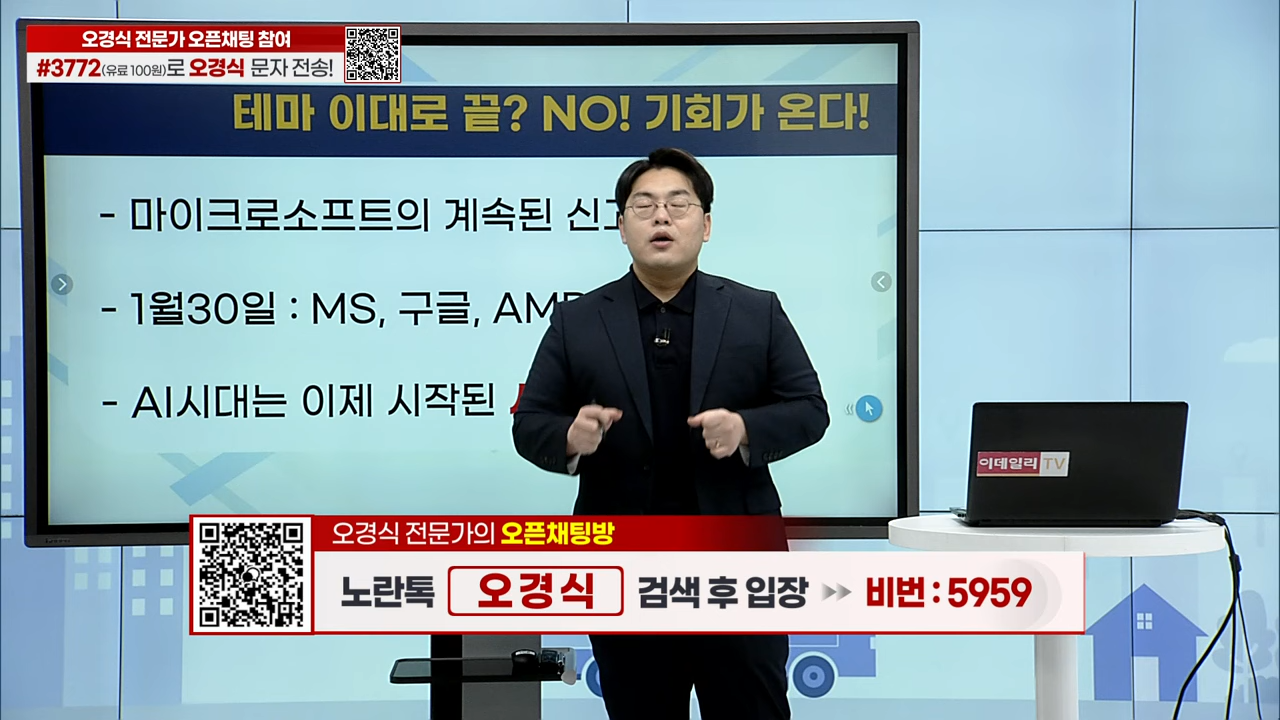 오경식 전문가 오픈채팅 참여
#3772(유료 100원)로 오경식 문자 전송!
테마 이대로 끝? NO! 기회가 온다!
- 마이크로소프트의 계속된
- 1월30일 : MS, 구글,
- AI시대는 이제 시작된
이데일리 TV
오경식 전문가의 오픈채팅방
노란톡 오경식 검색 후 입장 비번 : 5959